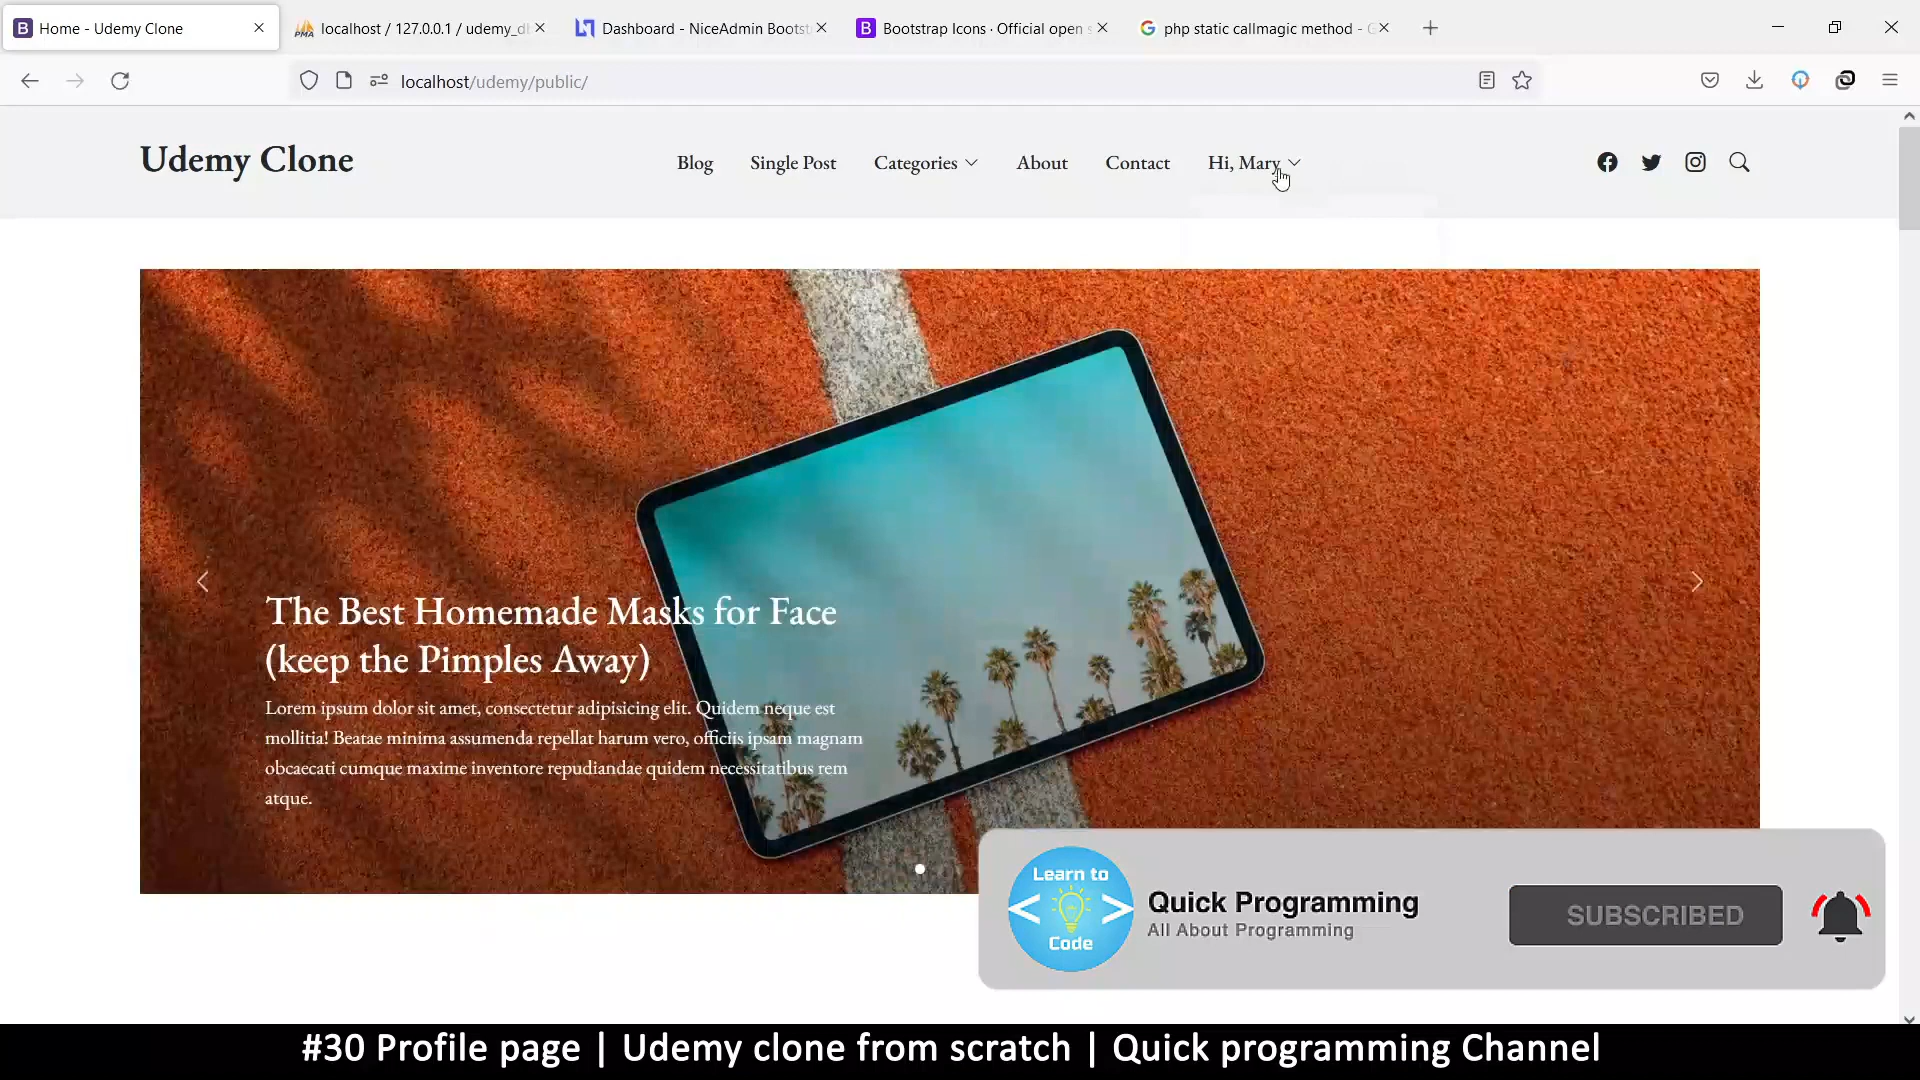 Home - Udemy Clone
localhost / 127.0.0.1 / udemy_d
Dashboard - NiceAdmin Bootst
Bootstrap Icons · Official open s
php static callmagic method -
localhost/udemy/public/
Udemy Clone
Blog
Single Post
Categories
About
Contact
Hi, Mary
The Best Homemade Masks for Face
(keep the Pimples Away)
Lorem ipsum dolor sit amet, consectetur adipisicing elit. Quidem neque est
mollitia! Beatae minima assumenda repellat harum vero, officiis ipsam magnam
obcaecati cumque maxime inventore repudiandae quidem necessitatibus rem
atque.
Learn to
Code
Quick Programming
All About Programming
SUBSCRIBED
#30 Profile page | Udemy clone from scratch | Quick programming Channel